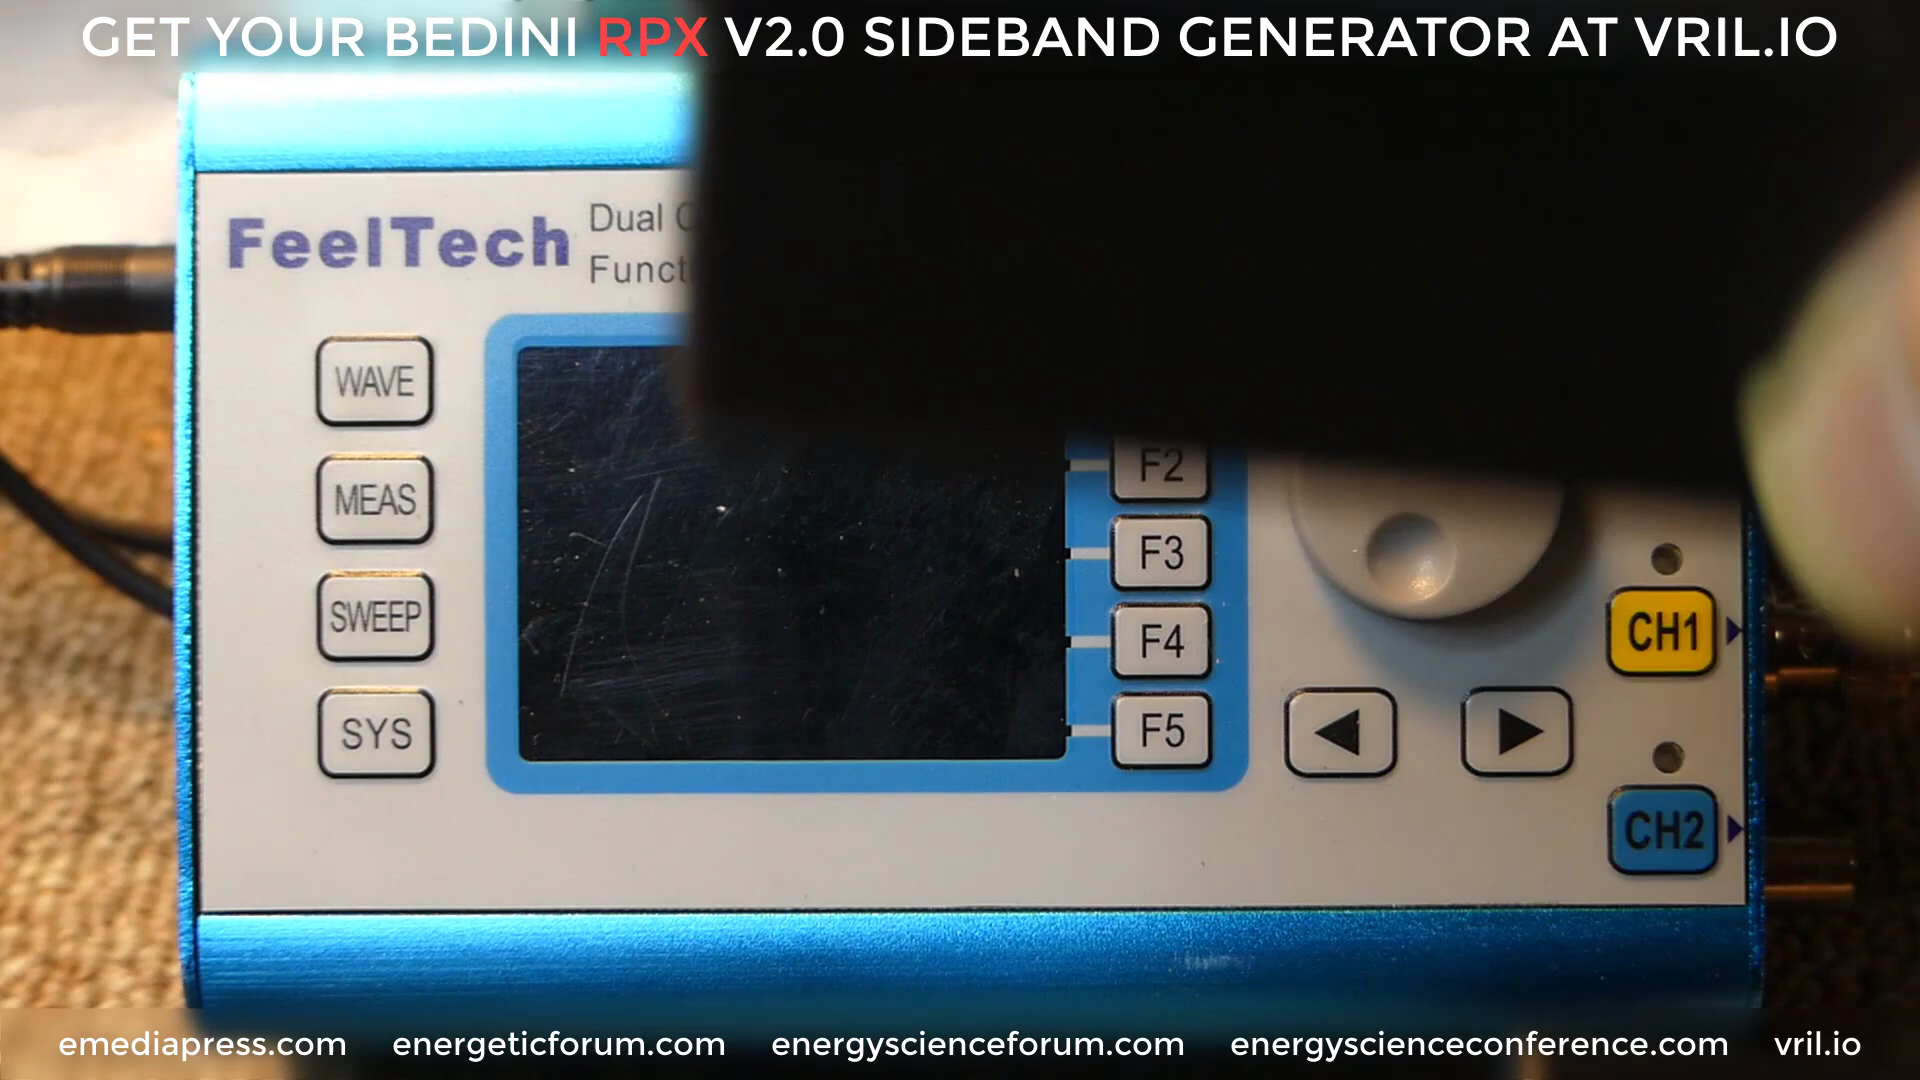 GET YOUR BEDINI RPX V2.0 SIDEBAND GENERATOR AT VRIL.IO
FeelTech
Dual
WAVE
MEAS
SWEEP
SYS
F2
F3
F4
F5
CH1
CH2
emediapress.com energeticforum.com energyscienceforum.com energyscienceconference.com vril.io